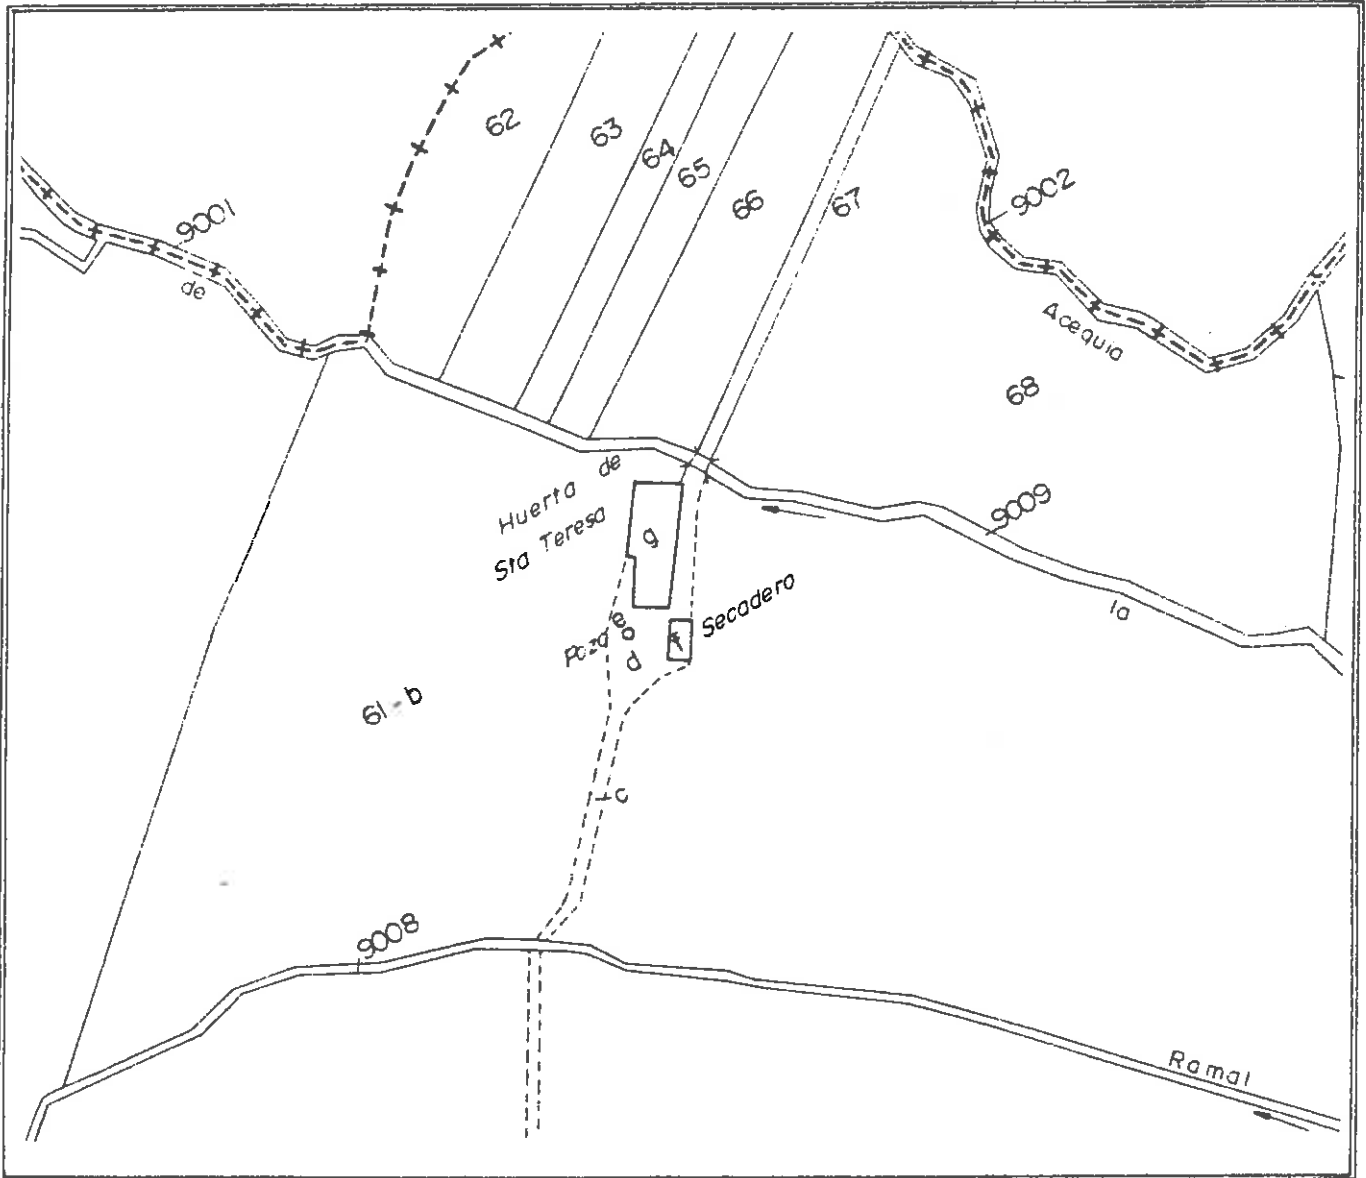 62
63
64
65
66
67
9002
9001
de
Acequia
68
Huerta de
Sta Teresa
g
9009
la
Secadero
Pozo
e
d
f
61-b
c
9008
Ramal